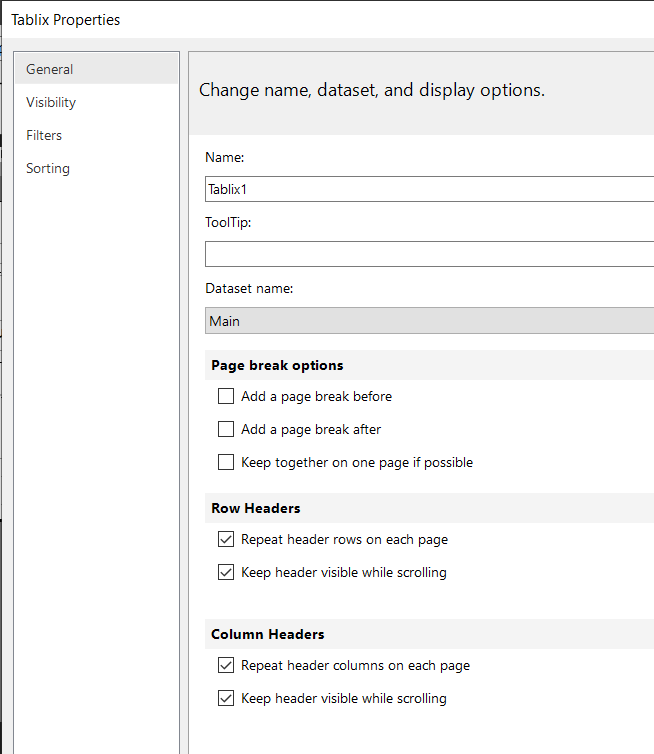 Tablix Properties
General
Visibility
Filters
Sorting
Change name, dataset, and display options.
Name:
Tablix1
ToolTip:
Dataset name:
Main
Page break options
Add a page break before
Add a page break after
Keep together on one page if possible
Row Headers
Repeat header rows on each page
Keep header visible while scrolling
Column Headers
Repeat header columns on each page
Keep header visible while scrolling